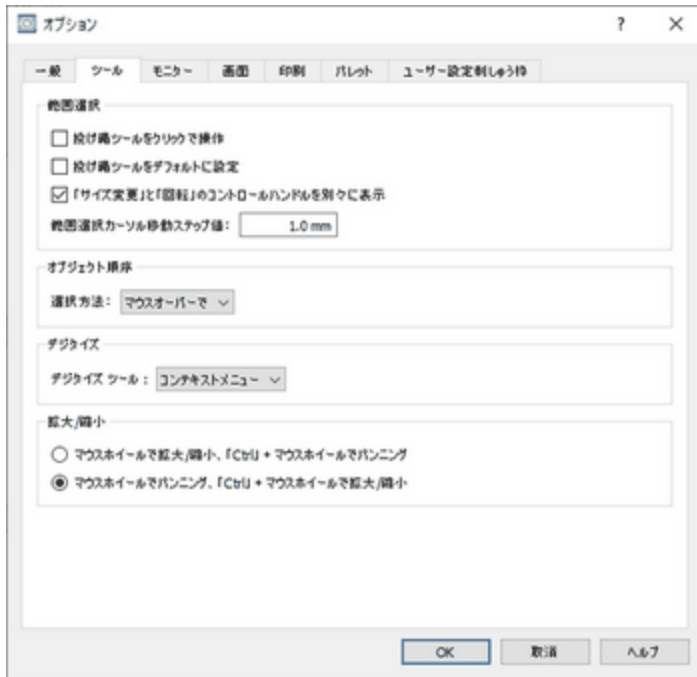 オプション
?
一般 ツール モニター 画面 印刷 パレット ユーザー設定刺しゅう枠
範囲選択
投げ縄ツールをクリックで操作
投げ縄ツールをデフォルトに設定
「サイズ変更」と「回転」のコントロールハンドルを別々に表示
範囲選択カーソル移動ステップ値: 1.0 mm
オブジェクト順序
選択方法: マウスオーバーで
デジタイズ
デジタイズ ツール: コンテキストメニュー
拡大/縮小
マウスホイールで拡大/縮小、「Ctrl」 + マウスホイールでパンニング
マウスホイールでパンニング、「Ctrl」 + マウスホイールで拡大/縮小
OK 取消 ヘルプ